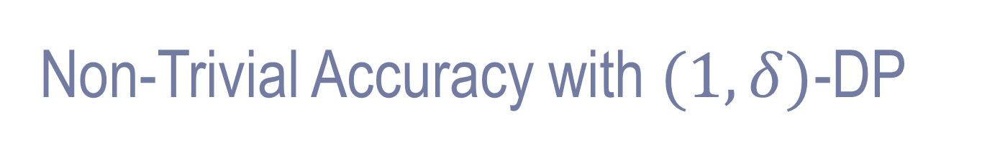 Non-Trivial Accuracy with (1, δ)-DP